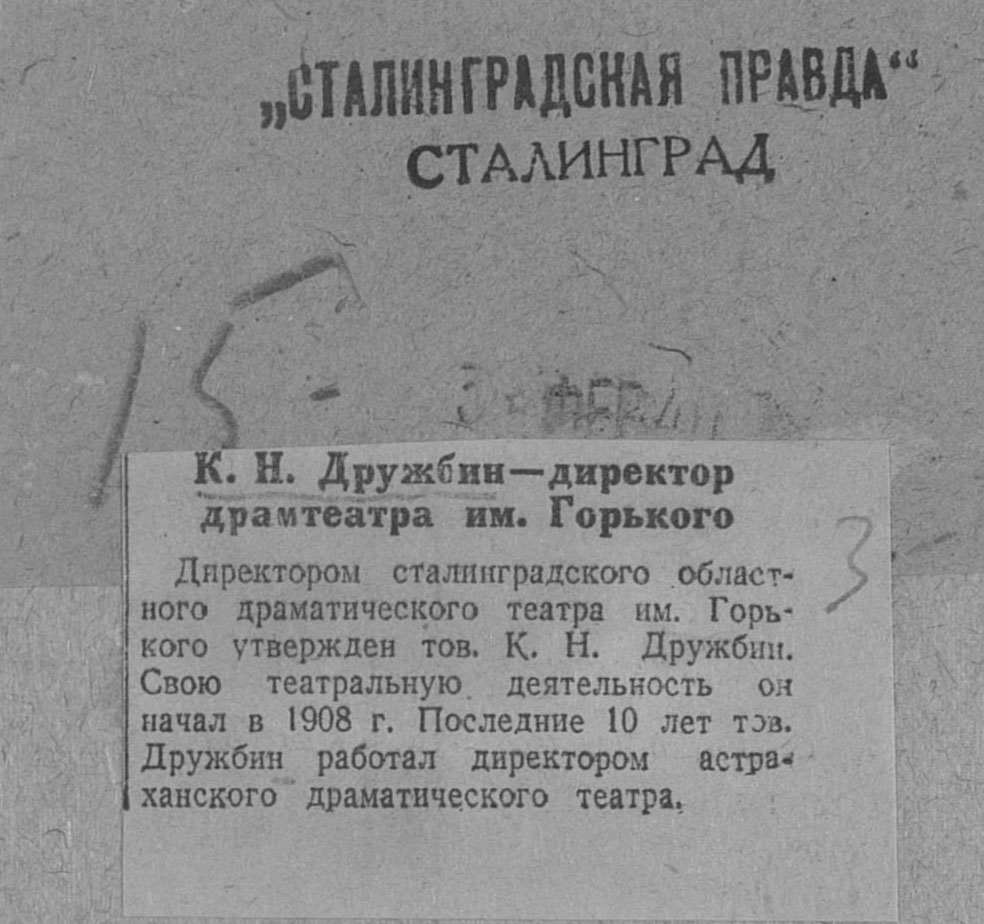 „СТАЛИНГРАДСКАЯ ПРАВДА“
СТАЛИНГРАД
15 -
3 ФЕВ
К. Н. Дружбин—директор
драмтеатра им. Горького
3
Директором сталинградского област-
ного драматического театра им. Горь-
кого утвержден тов. К. Н. Дружбин.
Свою театральную деятельность он
начал в 1908 г. Последние 10 лет тов.
Дружбин работал директором астра-
ханского драматического театра.